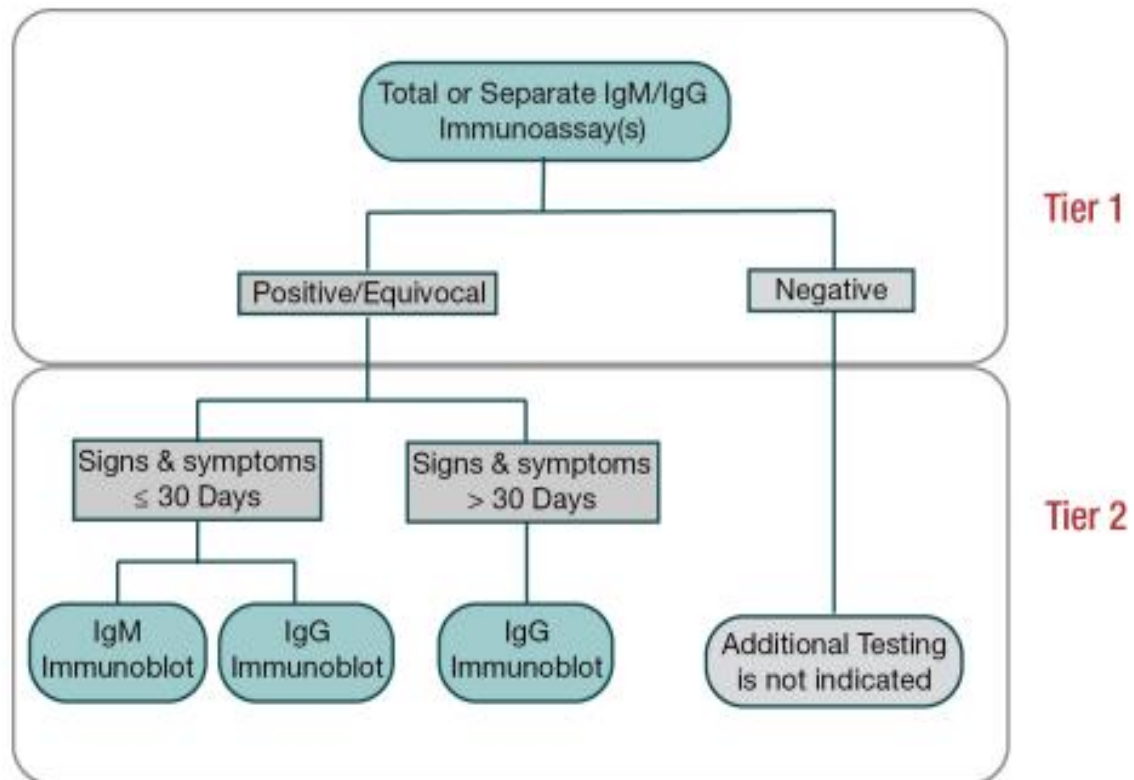 Total or Separate IgM/IgG
Immunoassay(s)
Tier 1
Positive/Equivocal
Negative
Signs & symptoms
≤ 30 Days
Signs & symptoms
> 30 Days
Tier 2
IgM
Immunoblot
IgG
Immunoblot
IgG
Immunoblot
Additional Testing
is not indicated